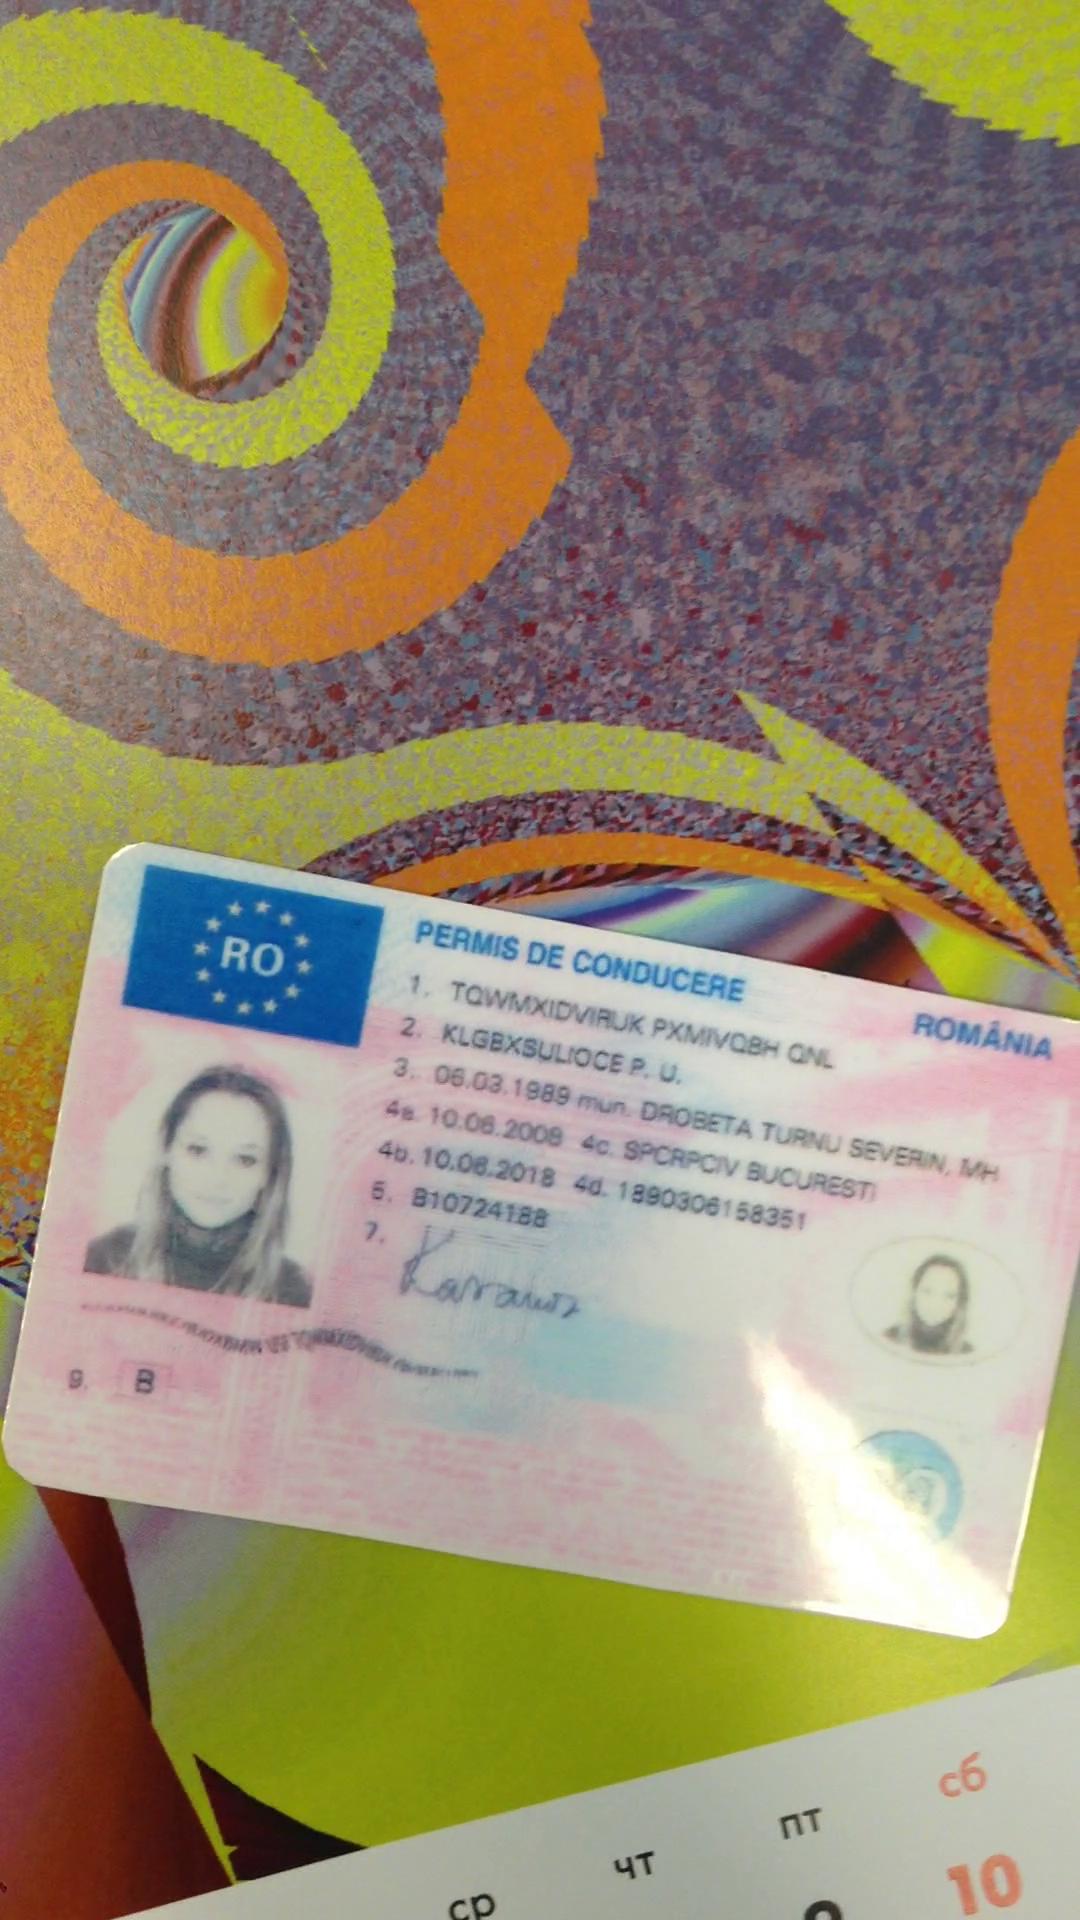 RO
PERMIS DE CONDUCERE
ROMÂNIA
1. TQWMXIDVIRUK PXMIVQBH QNL
2. KLGBXSULIOCE P. U.
3. 06.03.1989 mun. DROBETA TURNU SEVERIN, MH
4a. 10.06.2008 4c. SPCRPCIV BUCURESTI
4b. 10.06.2018 4d. 1890306158351
5. B10724188
7.
9. B
ср чт пт сб
9 10